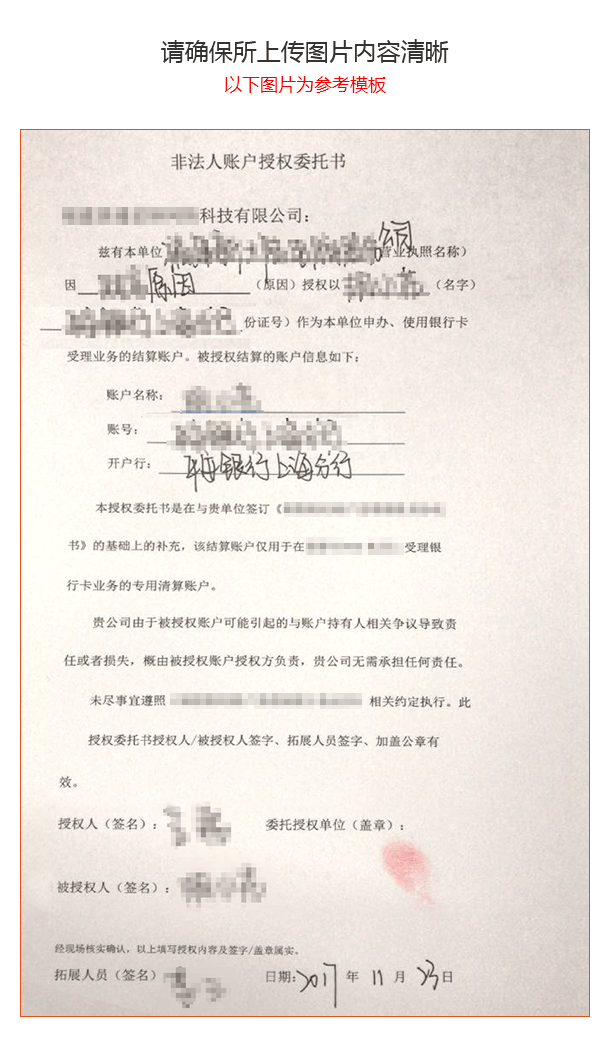 请确保所上传图片内容清晰
以下图片为参考模板
非法人账户授权委托书
科技有限公司：
兹有本单位 公司 营业执照名称）
因 原因 （原因）授权以 （名字）
份证号）作为本单位申办、使用银行卡
受理业务的结算账户。被授权结算的账户信息如下：
账户名称：
账号：
开户行： 银行上海分行
本授权委托书是在与贵单位签订《
书》的基础上的补充，该结算账户仅用于在 受理银
行卡业务的专用清算账户。
贵公司由于被授权账户可能引起的与账户持有人相关争议导致责
任或者损失，概由被授权账户授权方负责，贵公司无需承担任何责任。
未尽事宜遵照 相关约定执行。此
授权委托书授权人/被授权人签字、拓展人员签字、加盖公章有
效。
授权人（签名）： 委托授权单位（盖章）：
被授权人（签名）：
经现场核实确认，以上填写授权内容及签字/盖章属实。
拓展人员（签名） 日期：2017 年 11 月 23 日